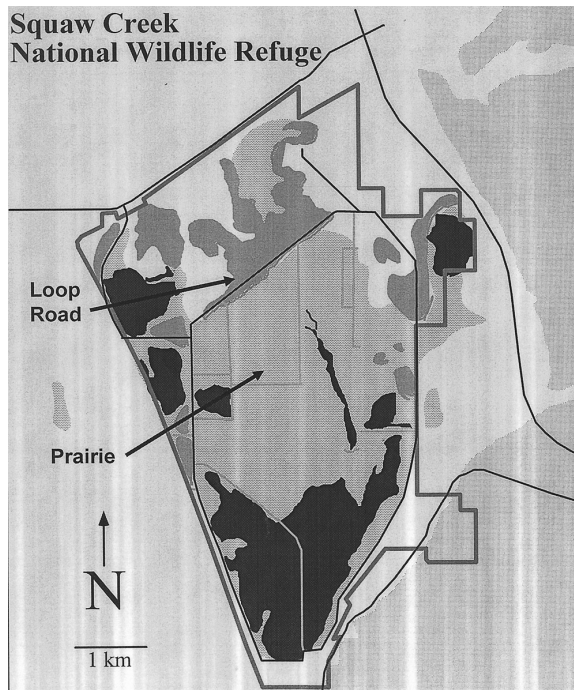 Squaw Creek
National Wildlife Refuge
Loop
Road
Prairie
N
1 km